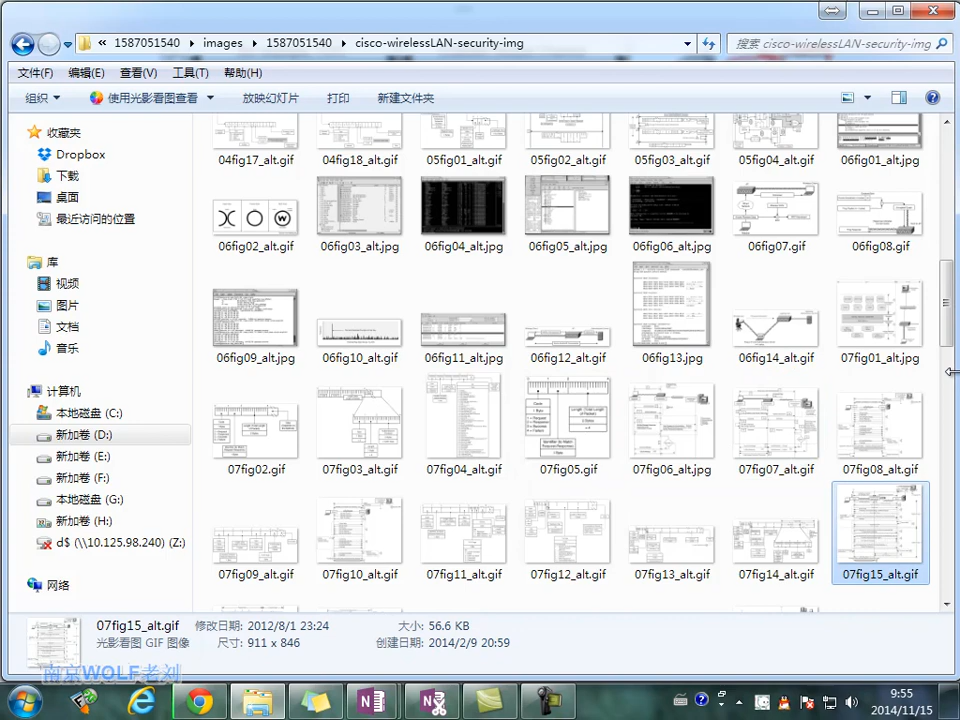 « 1587051540 ▸ images ▸ 1587051540 ▸ cisco-wirelessLAN-security-img
搜索 cisco-wirelessLAN-security-img
文件(F) 编辑(E) 查看(V) 工具(T) 帮助(H)
组织 使用光影看图查看 放映幻灯片 打印 新建文件夹
收藏夹
Dropbox
下载
桌面
最近访问的位置
库
视频
图片
文档
音乐
计算机
本地磁盘 (C:)
新加卷 (D:)
新加卷 (E:)
新加卷 (F:)
本地磁盘 (G:)
新加卷 (H:)
d$ (\\10.125.98.240) (Z:)
网络
04fig17_alt.gif 04fig18_alt.gif 05fig01_alt.gif 05fig02_alt.gif 05fig03_alt.gif 05fig04_alt.gif 06fig01_alt.jpg
06fig02_alt.gif 06fig03_alt.jpg 06fig04_alt.jpg 06fig05_alt.jpg 06fig06_alt.jpg 06fig07.gif 06fig08.gif
06fig09_alt.jpg 06fig10_alt.gif 06fig11_alt.jpg 06fig12_alt.gif 06fig13.jpg 06fig14_alt.gif 07fig01_alt.jpg
07fig02.gif 07fig03_alt.gif 07fig04_alt.gif 07fig05.gif 07fig06_alt.jpg 07fig07_alt.gif 07fig08_alt.gif
07fig09_alt.gif 07fig10_alt.gif 07fig11_alt.gif 07fig12_alt.gif 07fig13_alt.gif 07fig14_alt.gif 07fig15_alt.gif
07fig15_alt.gif 修改日期: 2012/8/1 23:24 大小: 56.6 KB
光影看图 GIF 图像 尺寸: 911 x 846 创建日期: 2014/2/9 20:59
南京WOLF老刘
9:55
2014/11/15